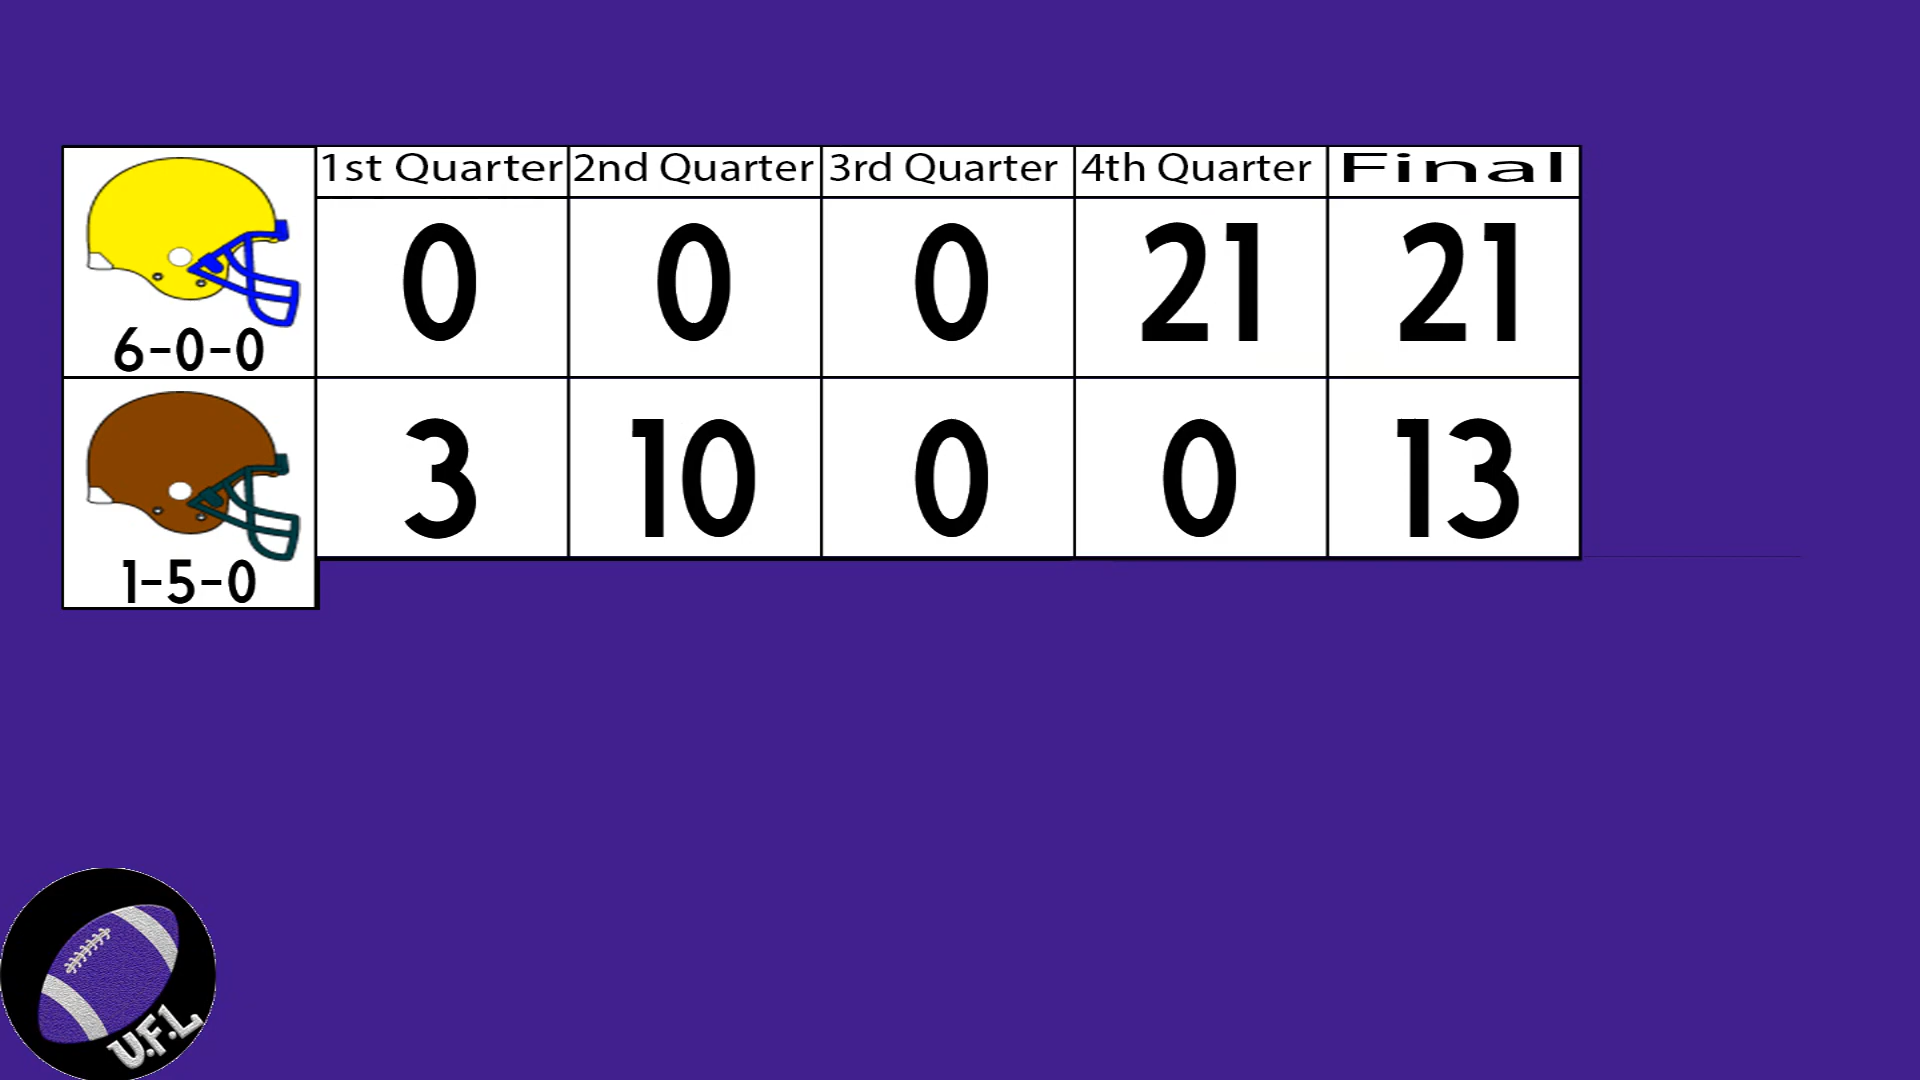 1st Quarter 2nd Quarter 3rd Quarter 4th Quarter Final
0 0 0 21 21
6-0-0
3 10 0 0 13
1-5-0
U.F.L